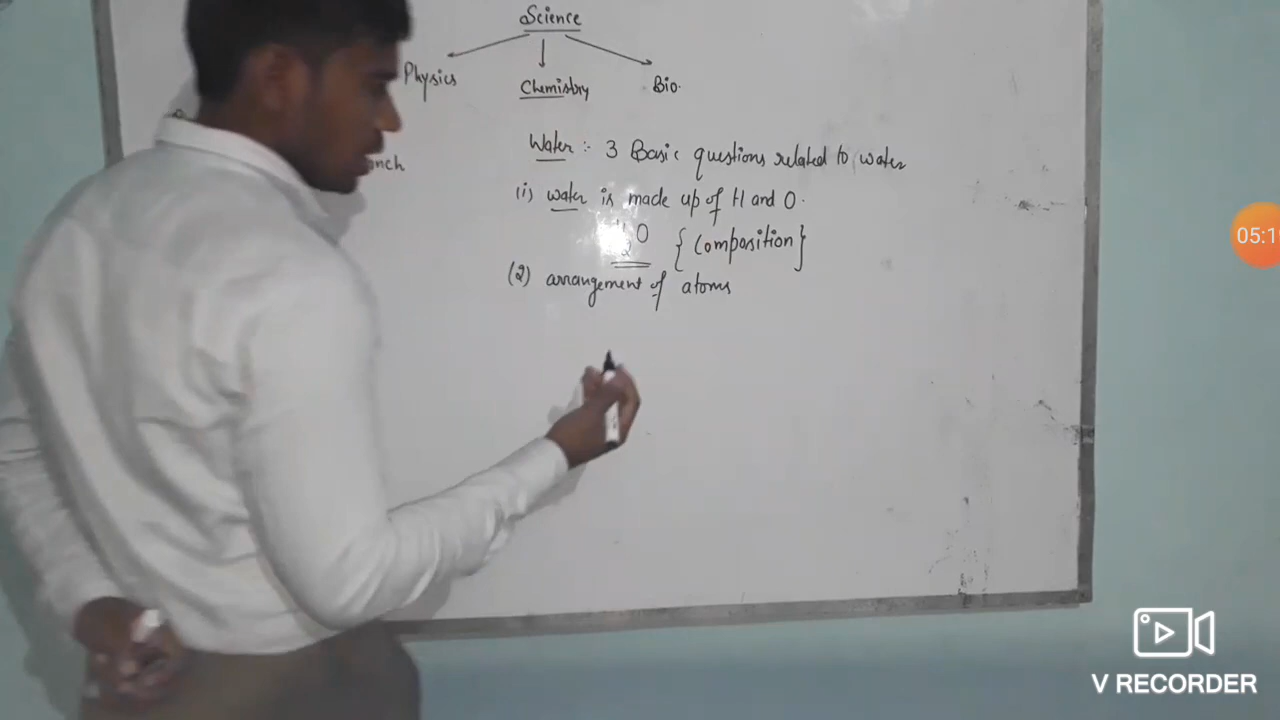 Science
Physics Chemistry Bio.
Water :- 3 Basic questions related to water
(i) water is made up of H and O.
H2O {Composition}
(2) arrangement of atoms
05:1
V RECORDER